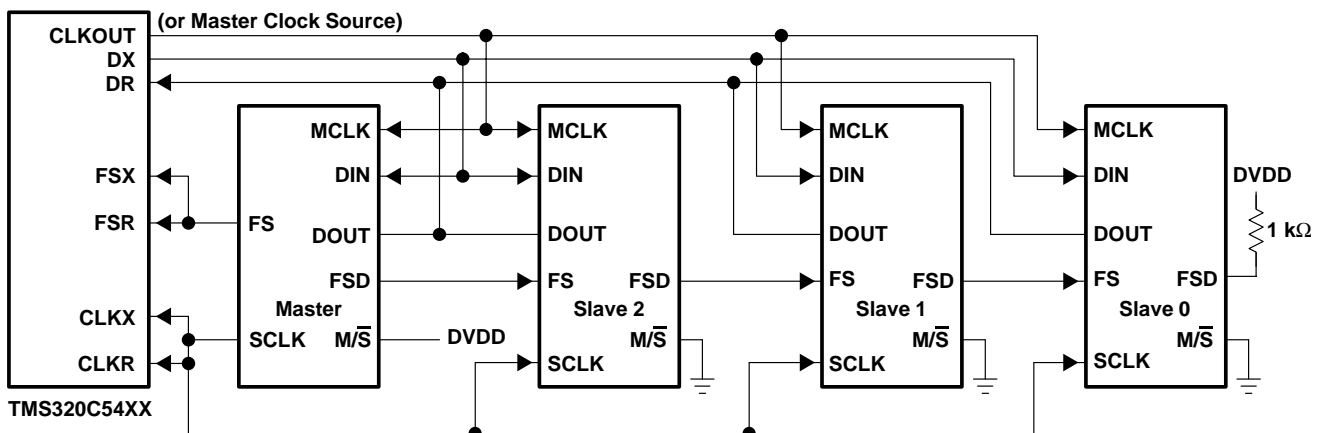 (or Master Clock Source)
CLKOUT
DX
DR
FSX
FSR
CLKX
CLKR
TMS320C54XX
MCLK
DIN
FS
DOUT
FSD
Master
SCLK
M/S̅
DVDD
MCLK
DIN
DOUT
FS
FSD
Slave 2
M/S̅
SCLK
MCLK
DIN
DOUT
FS
FSD
Slave 1
M/S̅
SCLK
MCLK
DIN
DOUT
FS
FSD
Slave 0
M/S̅
SCLK
DVDD
1 kΩ